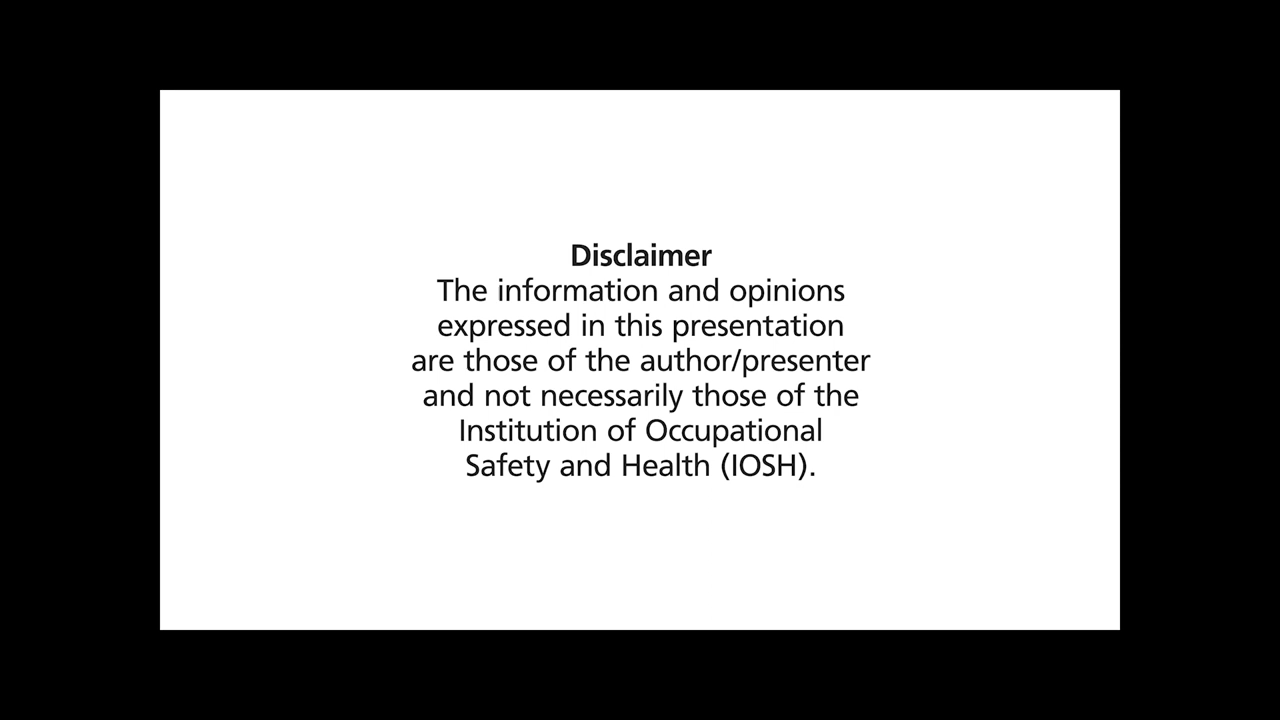 Disclaimer
The information and opinions
expressed in this presentation
are those of the author/presenter
and not necessarily those of the
Institution of Occupational
Safety and Health (IOSH).